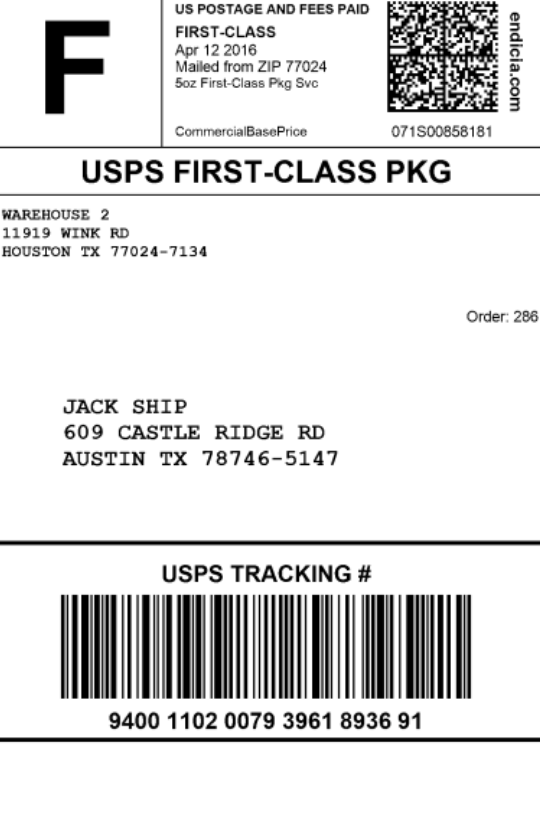 F
US POSTAGE AND FEES PAID
FIRST-CLASS
Apr 12 2016
Mailed from ZIP 77024
5oz First-Class Pkg Svc
CommercialBasePrice
071S00858181
endicia.com
USPS FIRST-CLASS PKG
WAREHOUSE 2
11919 WINK RD
HOUSTON TX 77024-7134
Order: 286
JACK SHIP
609 CASTLE RIDGE RD
AUSTIN TX 78746-5147
USPS TRACKING #
9400 1102 0079 3961 8936 91